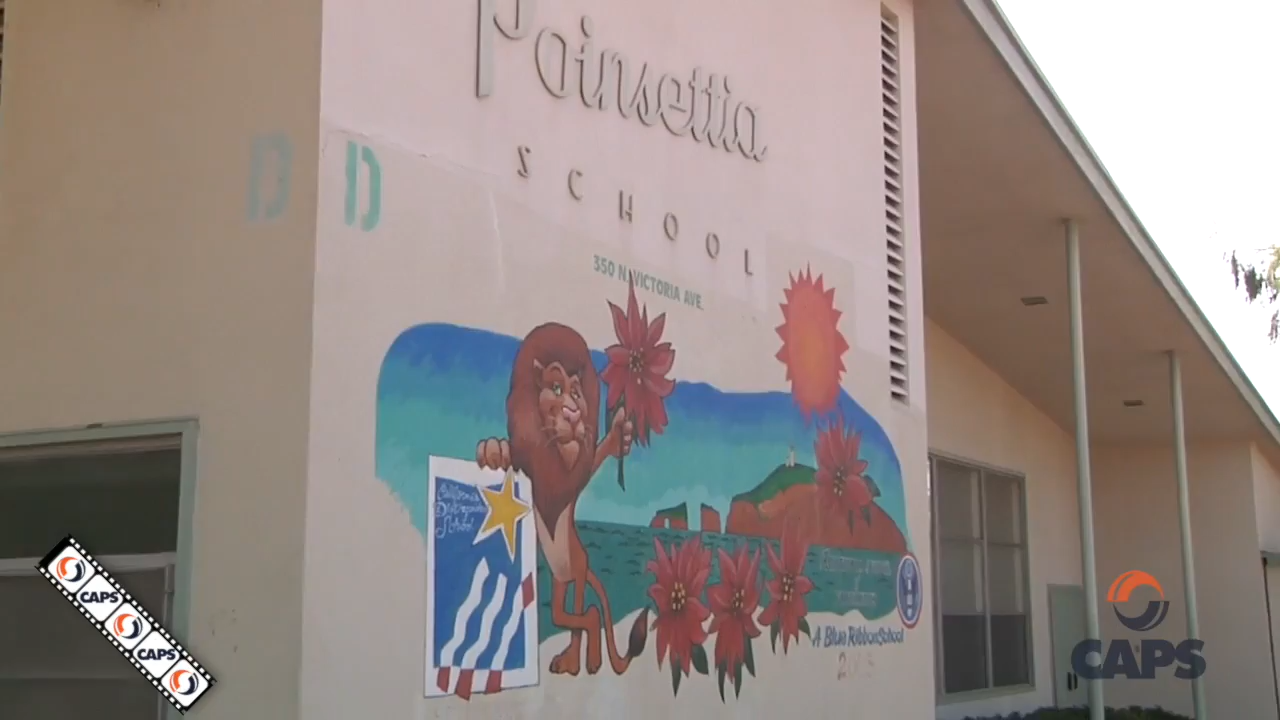 Poinsettia
SCHOOL
D D
350 N. VICTORIA AVE.
California
Distinguished
School
A Blue Ribbon School
CAPS
CAPS
CAPS